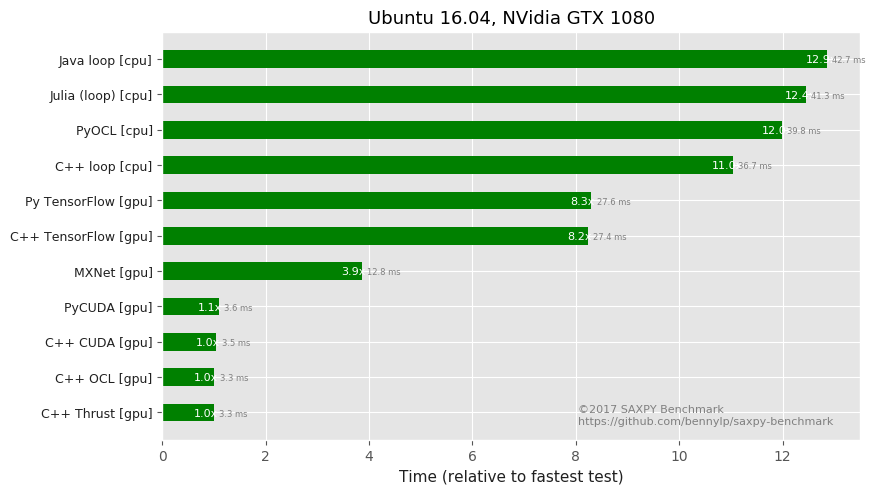 Ubuntu 16.04, NVidia GTX 1080
Java loop [cpu] 12.9 42.7 ms
Julia (loop) [cpu] 12.4 41.3 ms
PyOCL [cpu] 12.0 39.8 ms
C++ loop [cpu] 11.0 36.7 ms
Py TensorFlow [gpu] 8.3x 27.6 ms
C++ TensorFlow [gpu] 8.2x 27.4 ms
MXNet [gpu] 3.9x 12.8 ms
PyCUDA [gpu] 1.1x 3.6 ms
C++ CUDA [gpu] 1.0x 3.5 ms
C++ OCL [gpu] 1.0x 3.3 ms
C++ Thrust [gpu] 1.0x 3.3 ms
©2017 SAXPY Benchmark
https://github.com/bennylp/saxpy-benchmark
0 2 4 6 8 10 12
Time (relative to fastest test)